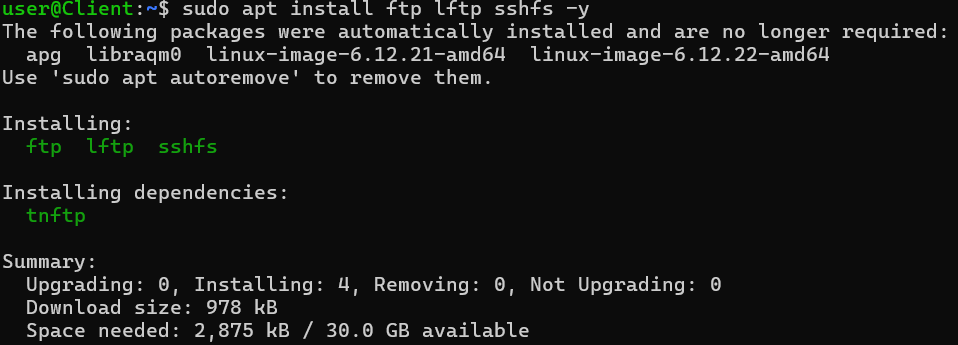 user@Client:~$ sudo apt install ftp lftp sshfs -y
The following packages were automatically installed and are no longer required:
  apg  libraqm0  linux-image-6.12.21-amd64  linux-image-6.12.22-amd64
Use 'sudo apt autoremove' to remove them.

Installing:
  ftp  lftp  sshfs

Installing dependencies:
  tnftp

Summary:
  Upgrading: 0, Installing: 4, Removing: 0, Not Upgrading: 0
  Download size: 978 kB
  Space needed: 2,875 kB / 30.0 GB available